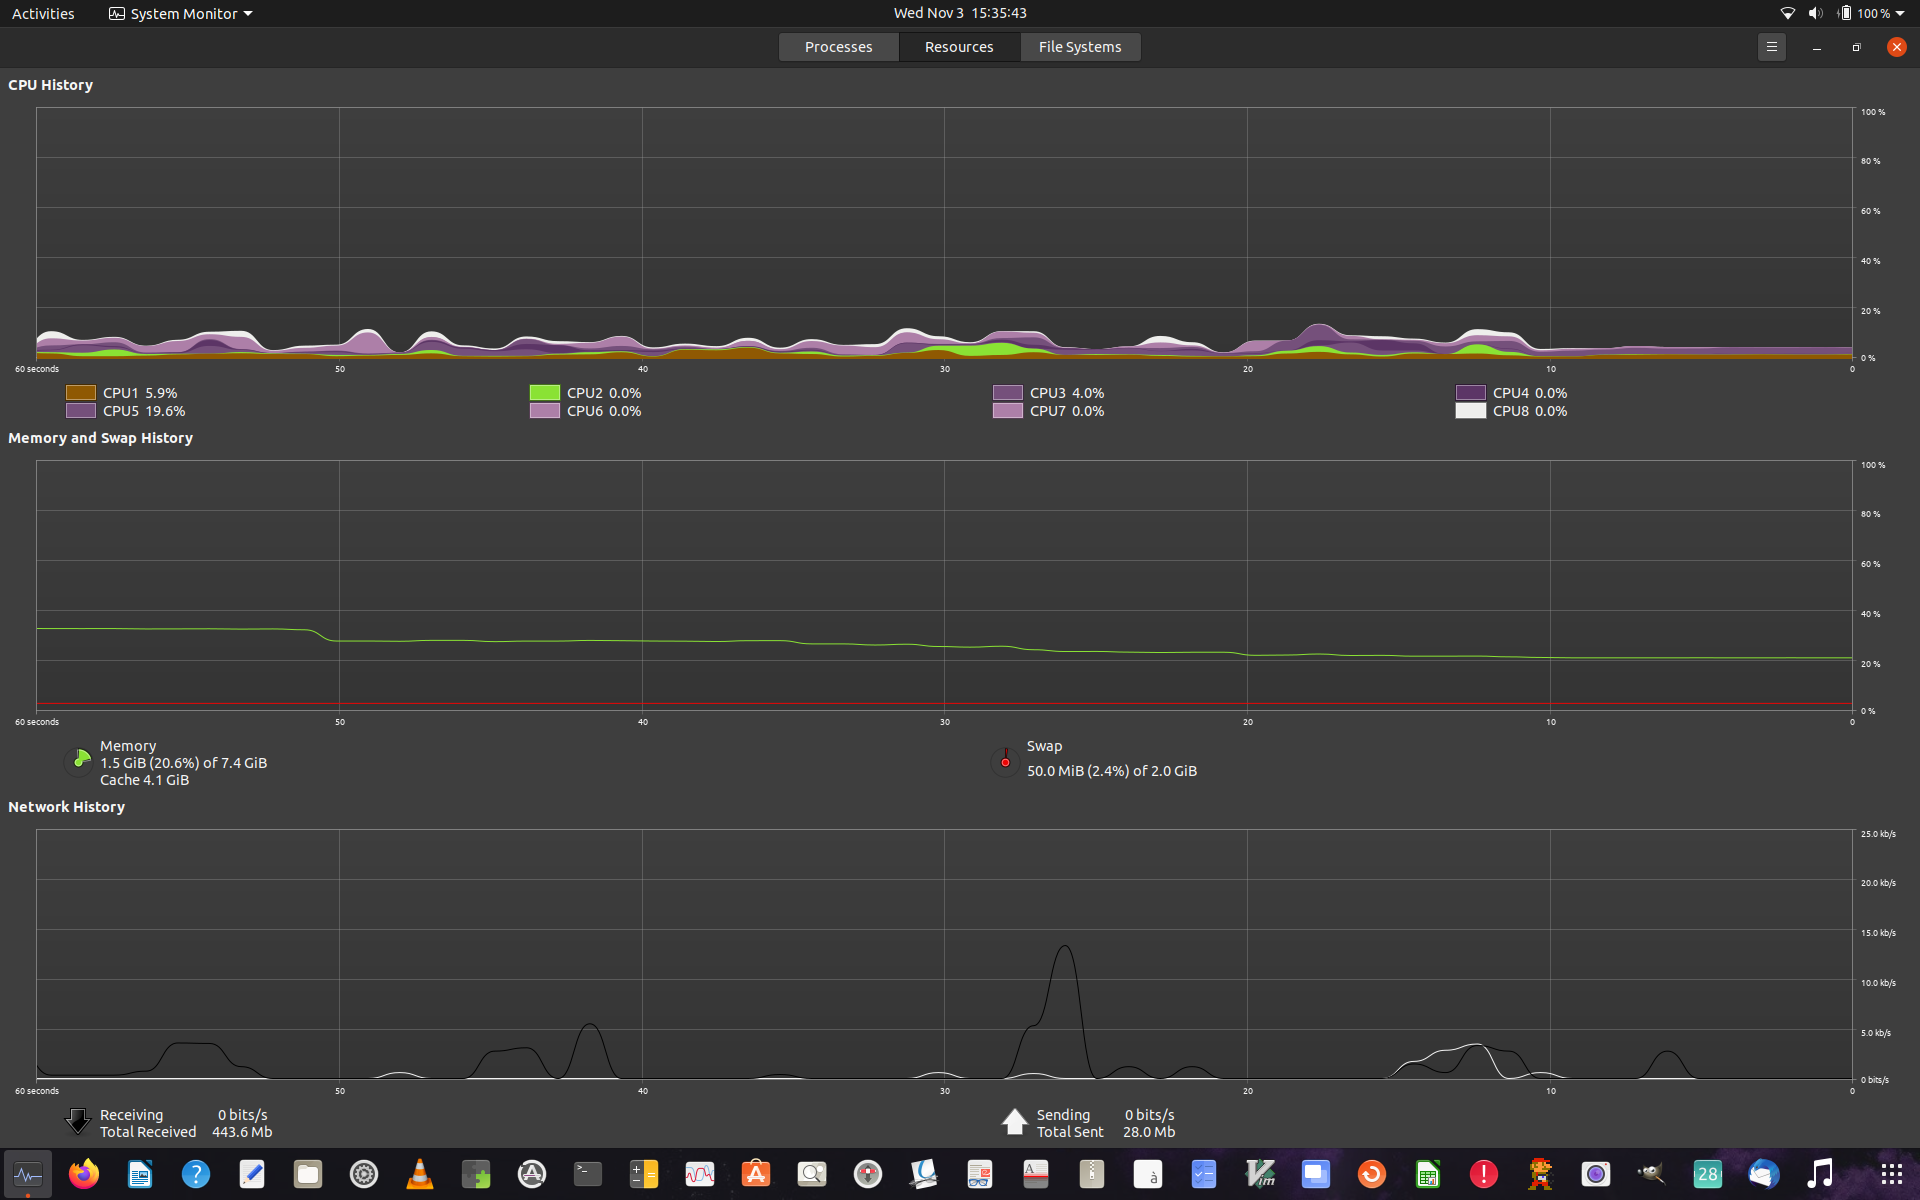 Activities System Monitor Wed Nov 3 15:35:43 100 %
Processes Resources File Systems
CPU History
100 %
80 %
60 %
40 %
20 %
0 %
60 seconds 50 40 30 20 10 0
CPU1 5.9% CPU2 0.0% CPU3 4.0% CPU4 0.0%
CPU5 19.6% CPU6 0.0% CPU7 0.0% CPU8 0.0%
Memory and Swap History
100 %
80 %
60 %
40 %
20 %
0 %
60 seconds 50 40 30 20 10 0
Memory
1.5 GiB (20.6%) of 7.4 GiB
Cache 4.1 GiB
Swap
50.0 MiB (2.4%) of 2.0 GiB
Network History
25.0 kb/s
20.0 kb/s
15.0 kb/s
10.0 kb/s
5.0 kb/s
0 bits/s
60 seconds 50 40 30 20 10 0
Receiving 0 bits/s
Total Received 443.6 Mb
Sending 0 bits/s
Total Sent 28.0 Mb
28